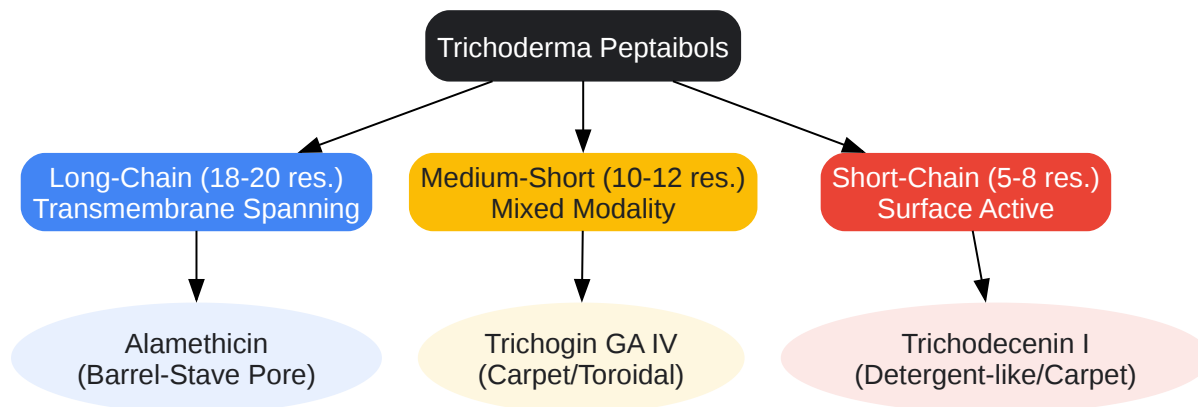 Trichoderma Peptaibols
Long-Chain (18-20 res.)
Transmembrane Spanning
Medium-Short (10-12 res.)
Mixed Modality
Short-Chain (5-8 res.)
Surface Active
Alamethicin
(Barrel-Stave Pore)
Trichogin GA IV
(Carpet/Toroidal)
Trichodecenin I
(Detergent-like/Carpet)